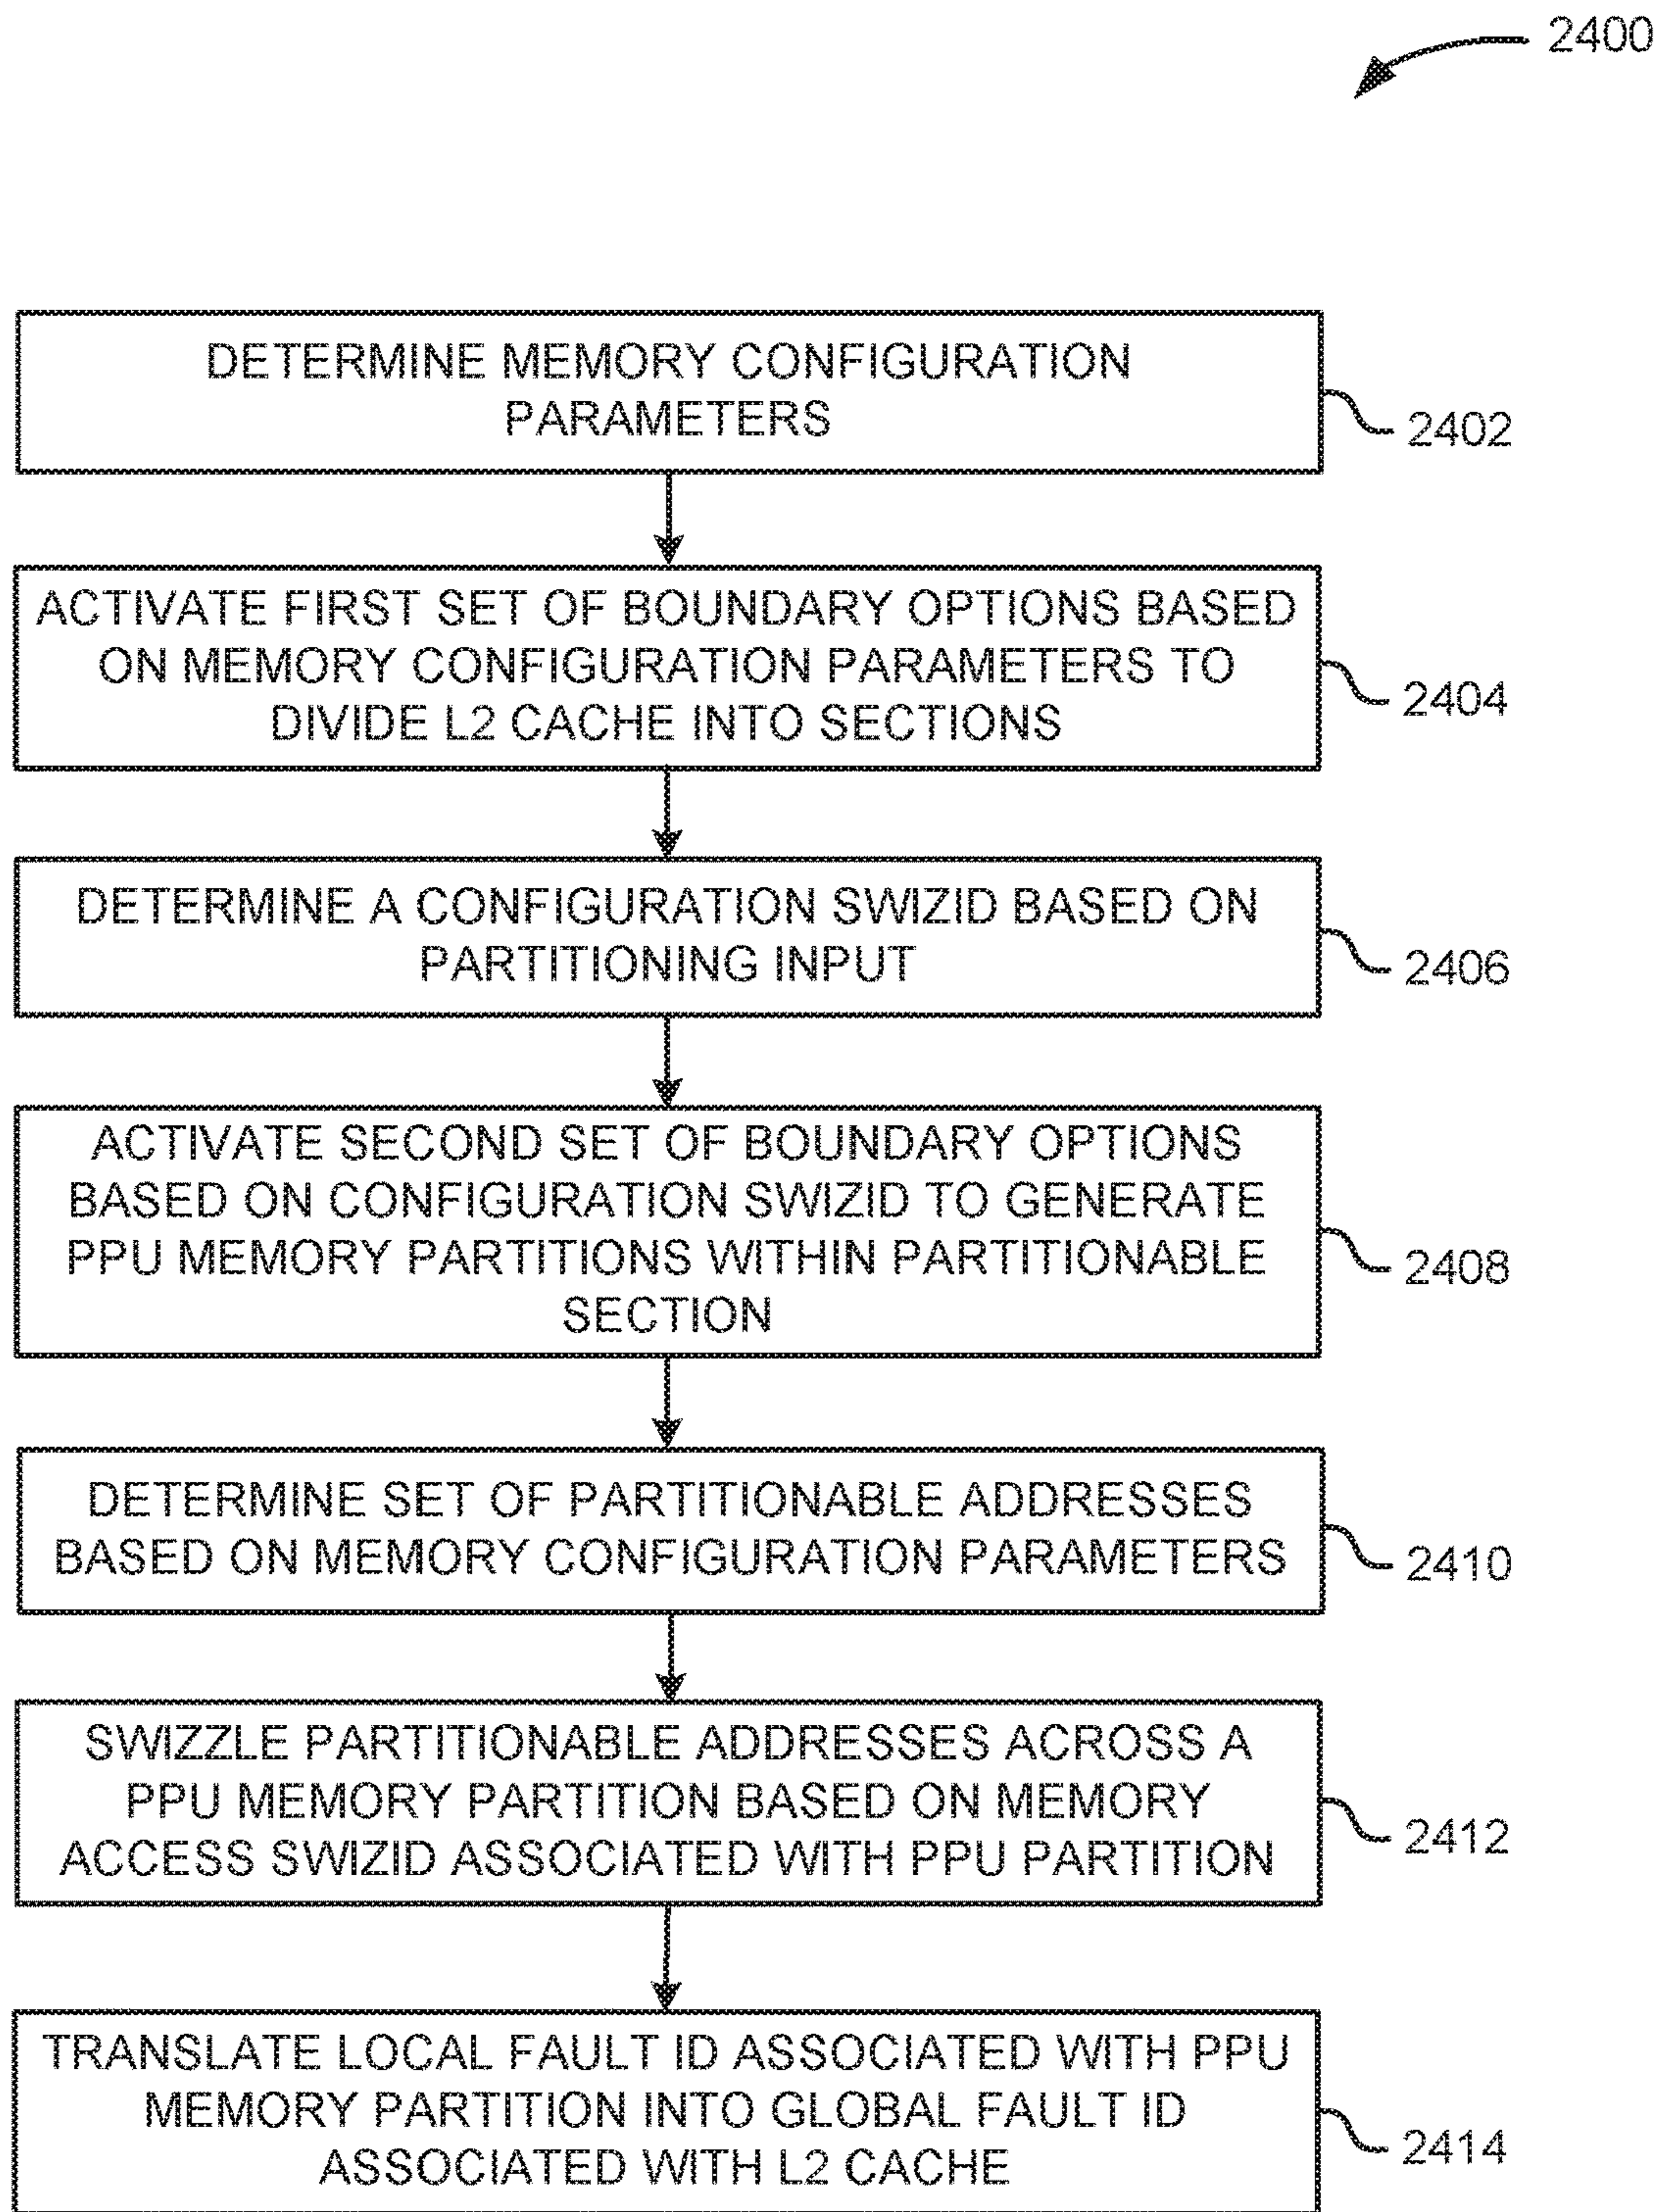 2400
DETERMINE MEMORY CONFIGURATION
PARAMETERS
2402
ACTIVATE FIRST SET OF BOUNDARY OPTIONS BASED
ON MEMORY CONFIGURATION PARAMETERS TO
DIVIDE L2 CACHE INTO SECTIONS
2404
DETERMINE A CONFIGURATION SWIZID BASED ON
PARTITIONING INPUT
2406
ACTIVATE SECOND SET OF BOUNDARY OPTIONS
BASED ON CONFIGURATION SWIZID TO GENERATE
PPU MEMORY PARTITIONS WITHIN PARTITIONABLE
SECTION
2408
DETERMINE SET OF PARTITIONABLE ADDRESSES
BASED ON MEMORY CONFIGURATION PARAMETERS
2410
SWIZZLE PARTITIONABLE ADDRESSES ACROSS A
PPU MEMORY PARTITION BASED ON MEMORY
ACCESS SWIZID ASSOCIATED WITH PPU PARTITION
2412
TRANSLATE LOCAL FAULT ID ASSOCIATED WITH PPU
MEMORY PARTITION INTO GLOBAL FAULT ID
ASSOCIATED WITH L2 CACHE
2414